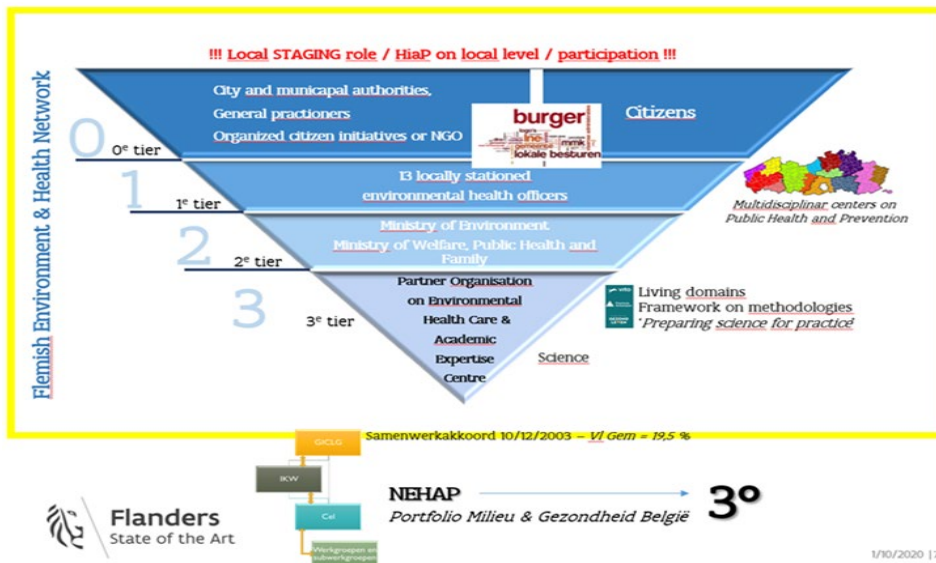 !!! Local STAGING role / HiaP on local level / participation !!!
Flemish Environment & Health Network
City and municapal authorities,
General practioners
Organized citizen initiatives or NGO
burger
lokale besturen
mmk
Citizens
0
0e tier
13 locally stationed
environmental health officers
1
1e tier
Multidisciplinar centers on
Public Health and Prevention
Ministry of Environment
Ministry of Welfare, Public Health and
Family
2
2e tier
Partner Organisation
on Environmental
Health Care &
Academic
Expertise
Centre
3
3e tier
Living domains
Framework on methodologies
'Preparing science for practice'
Science
Samenwerkakkoord 10/12/2003 – Vl Gem = 19,5 %
GICLG
IKW
Cel
Werkgroepen en
subwerkgroepen
NEHAP
3º
Portfolio Milieu & Gezondheid België
Flanders
State of the Art
1/10/2020 |